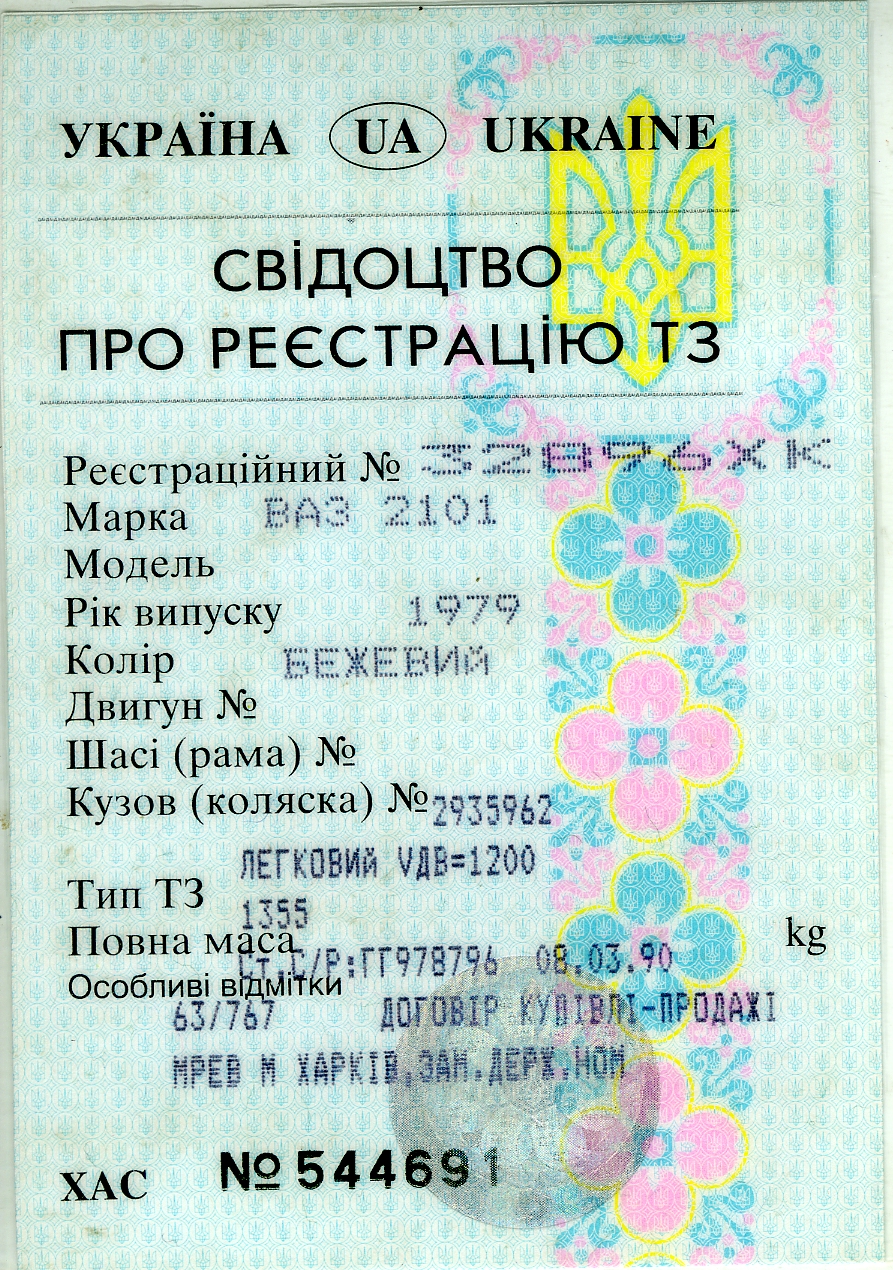 УКРАЇНА UA UKRAINE
СВІДОЦТВО
ПРО РЕЄСТРАЦІЮ ТЗ
Реєстраційний № 32896ХК
Марка ВАЗ 2101
Модель
Рік випуску 1979
Колір БЕЖЕВИЙ
Двигун №
Шасі (рама) №
Кузов (коляска) № 2935962
ЛЕГКОВИЙ VДВ=1200
Тип ТЗ
1355
Повна маса kg
Ст.С/Р:ГГ978796 08.03.90
Особливі відмітки
63/767 ДОГОВІР КУПІВЛІ-ПРОДАЖІ
МРЕВ М ХАРКІВ,ЗАМ.ДЕРЖ.НОМ
ХАС №544691